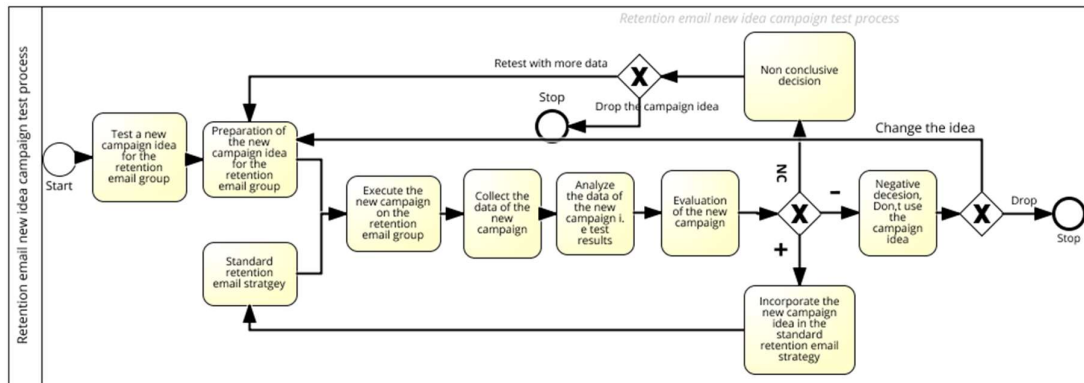 Retention email new idea campaign test process
Retention email new idea campaign test process
Start
Test a new
campaign idea
for the
retention
email group
Preparation of
the new
campaign idea
for the
retention
email group
Standard
retention
email stratgey
Execute the
new campaign
on the
retention
email group
Collect the
data of the
new
campaign
Analyze
the data of
the new
campaign i.
e test
results
Evaluation
of the new
campaign
X
NC
-
+
Non conclusive
decision
X
Retest with more data
Drop the campaign idea
Stop
Negative
decesion,
Don,t use
the
campaign
idea
X
Change the idea
Drop
Stop
Incorporate the
new campaign
idea in the
standard
retention email
strategy